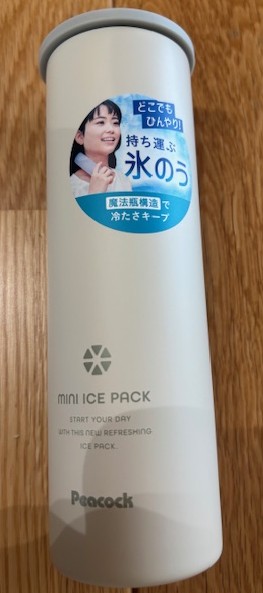 どこでも
ひんやり!
持ち運ぶ
氷のう
魔法瓶構造で
冷たさキープ
MINI ICE PACK
START YOUR DAY
WITH THIS NEW REFRESHING
ICE PACK.
Peacock